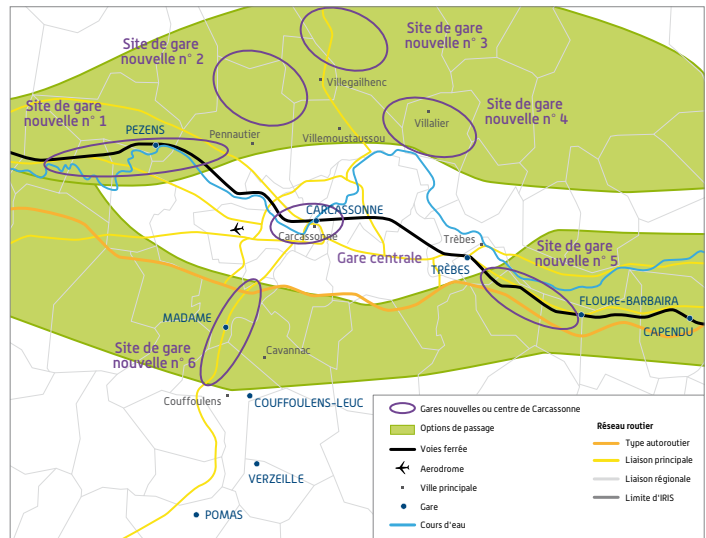 Site de gare
nouvelle n° 3
Site de gare
nouvelle n° 2
Villegailhenc
Site de gare
nouvelle n° 1
Site de gare
nouvelle n° 4
Villalier
PEZENS
Pennautier
Villemoustaussou
CARCASSONNE
Carcassonne
Gare centrale
Trèbes
TRÈBES
Site de gare
nouvelle n° 5
FLOURE-BARBAIRA
CAPENDU
MADAME
Site de gare
nouvelle n° 6
Cavannac
Couffoulens
COUFFOULENS-LEUC
VERZEILLE
POMAS
Gares nouvelles ou centre de Carcassonne
Options de passage
Voies ferrée
Aerodrome
Ville principale
Gare
Cours d'eau
Réseau routier
Type autoroutier
Liaison principale
Liaison régionale
Limite d'IRIS